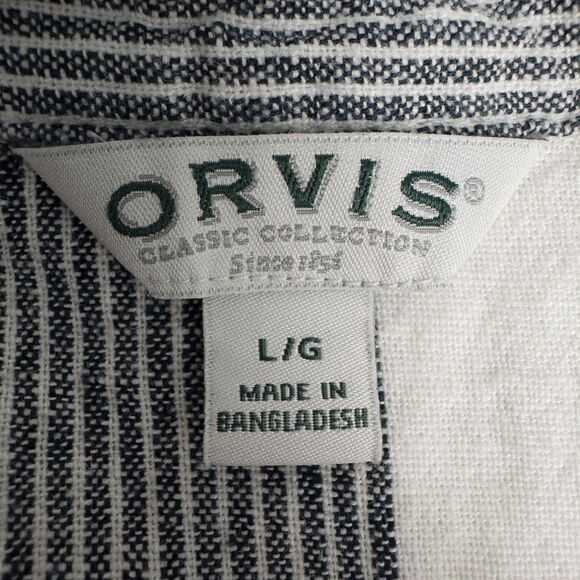 ORVIS®
CLASSIC COLLECTION
Since 1856
L/G
MADE IN
BANGLADESH